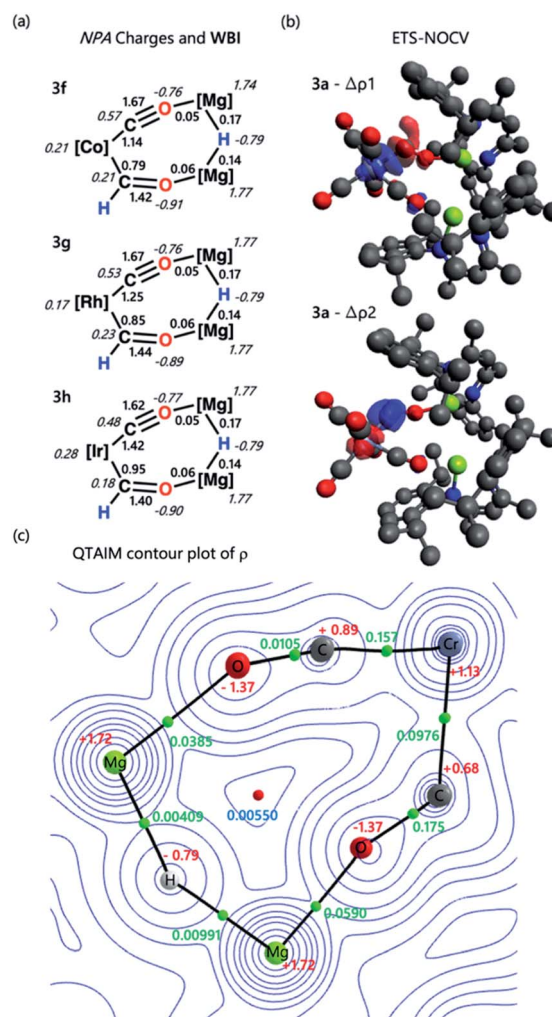 (a)
NPA Charges and WBI
3f
0.57 1.67 -0.76 1.74
C O [Mg]
0.05 0.17
0.21 [Co] 1.14 H -0.79
0.79 0.14
0.21 C 0.06 [Mg]
O
H 1.42 -0.91 1.77
3g
0.53 1.67 -0.76 1.77
C O [Mg]
0.05 0.17
0.17 [Rh] 1.25 H -0.79
0.85 0.14
0.23 C 0.06 [Mg]
O
H 1.44 -0.89 1.77
3h
0.48 1.62 -0.77 1.77
C O [Mg]
0.05 0.17
0.28 [Ir] 1.42 H -0.79
0.95 0.14
0.18 C 0.06 [Mg]
O
H 1.40 -0.90 1.77
(b)
ETS-NOCV
3a - Δρ1
3a - Δρ2
(c)
QTAIM contour plot of ρ
+ 0.89
0.0105 C 0.157 Cr
O
- 1.37 +1.13
0.0385 0.0976
+1.72
Mg
+0.68
0.00550 C
0.00409 0.175
-1.37
O
- 0.79
H
0.0590
0.00991
Mg
+1.72